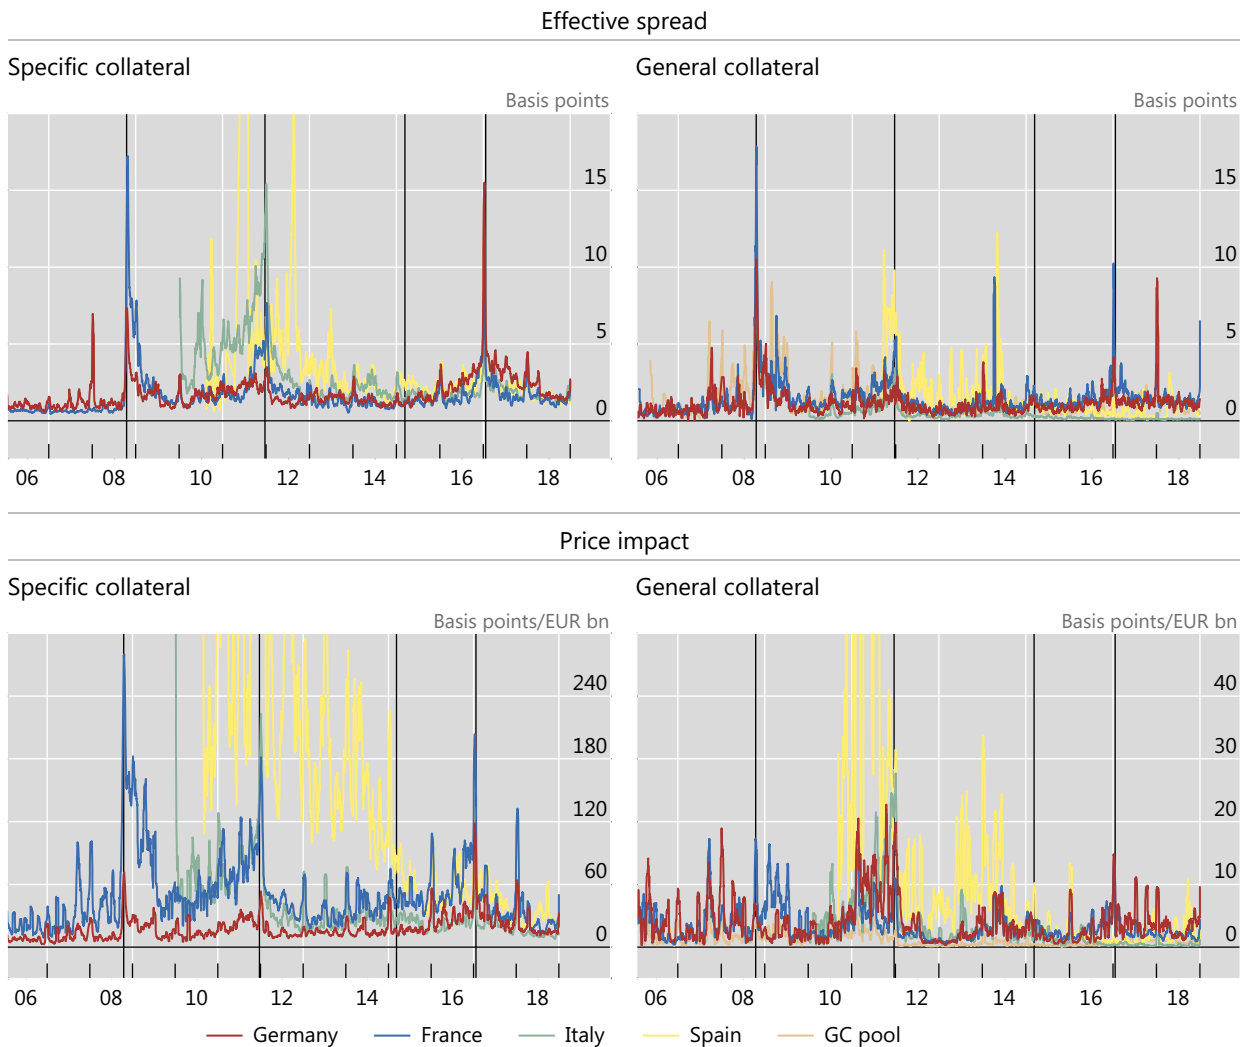 Effective spread
Specific collateral
General collateral
Basis points
Basis points
15
10
5
0
06 08 10 12 14 16 18
15
10
5
0
06 08 10 12 14 16 18
Price impact
Specific collateral
General collateral
Basis points/EUR bn
Basis points/EUR bn
240
180
120
60
0
06 08 10 12 14 16 18
40
30
20
10
0
06 08 10 12 14 16 18
Germany France Italy Spain GC pool